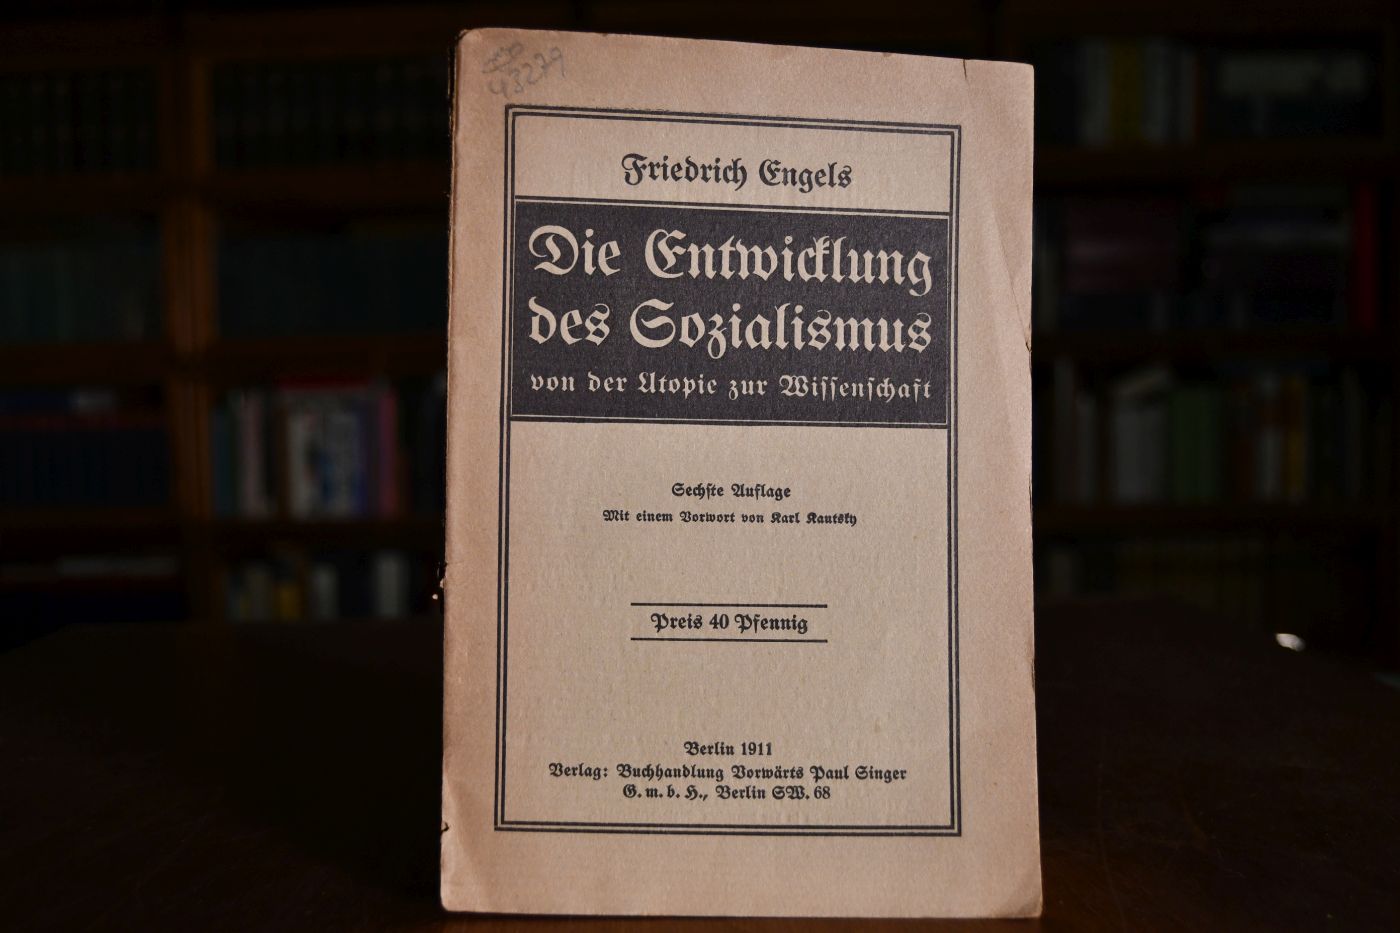 43279
Friedrich Engels
Die Entwicklung
des Sozialismus
von der Utopie zur Wissenschaft
Sechste Auflage
Mit einem Vorwort von Karl Kautsky
Preis 40 Pfennig
Berlin 1911
Verlag: Buchhandlung Vorwärts Paul Singer
G. m. b. H., Berlin SW. 68